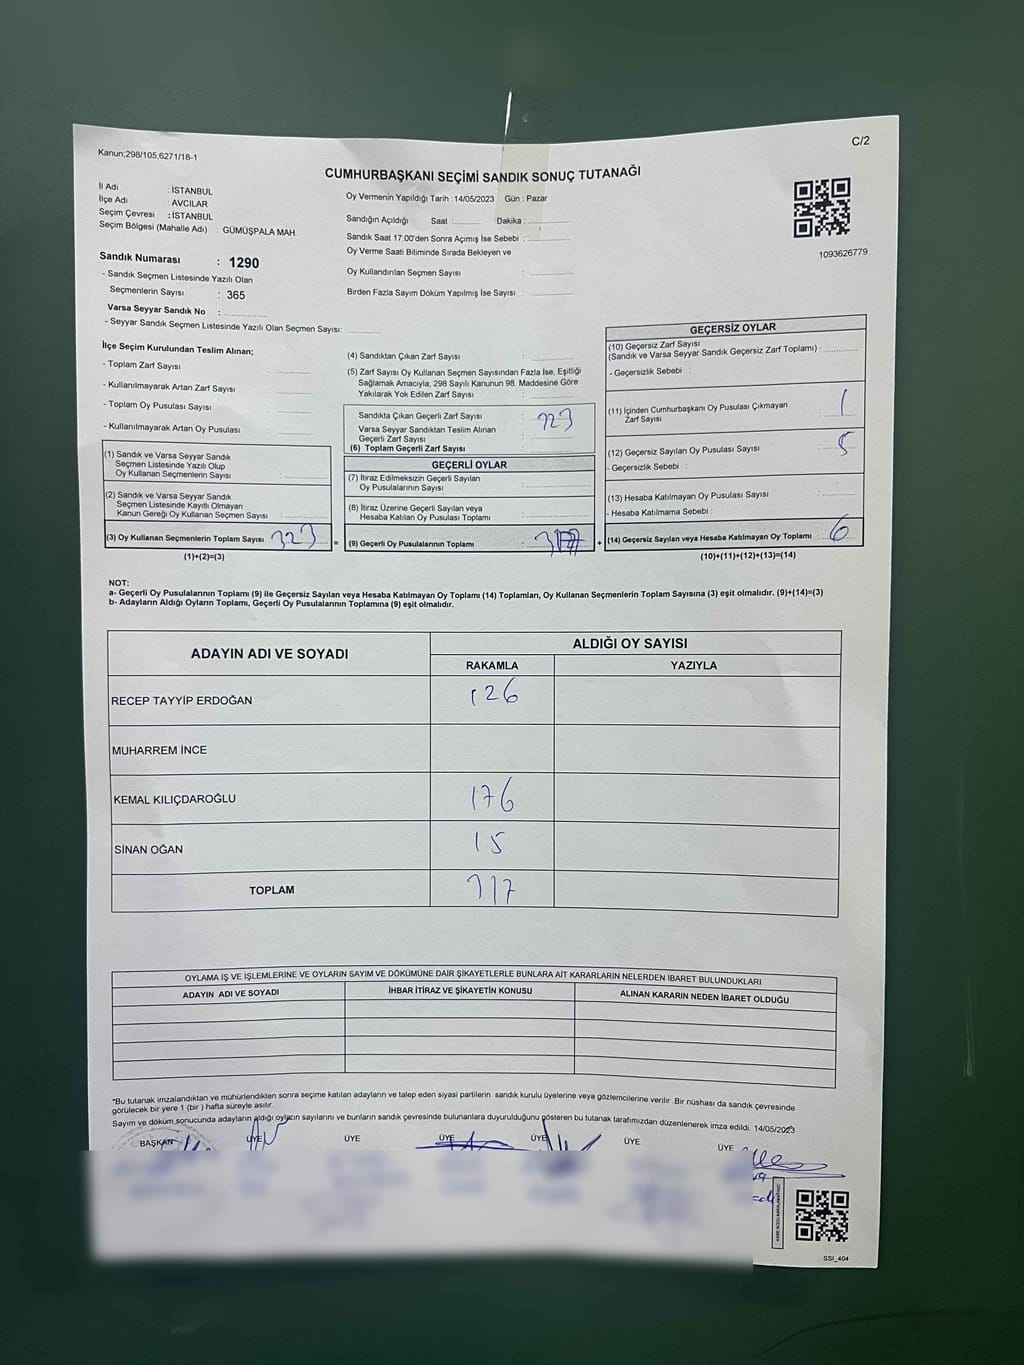 Kanun;298/105;6271/18-1
C/2
CUMHURBAŞKANI SEÇİMİ SANDIK SONUÇ TUTANAĞI
İl Adı : İSTANBUL
İlçe Adı : AVCILAR
Seçim Çevresi : İSTANBUL
Seçim Bölgesi (Mahalle Adı) : GÜMÜŞPALA MAH.
Sandık Numarası : 1290
- Sandık Seçmen Listesinde Yazılı Olan
Seçmenlerin Sayısı : 365
Varsa Seyyar Sandık No :
- Seyyar Sandık Seçmen Listesinde Yazılı Olan Seçmen Sayısı:
Oy Vermenin Yapıldığı Tarih : 14/05/2023 Gün : Pazar
Sandığın Açıldığı Saat : Dakika :
Sandık Saat 17:00'den Sonra Açımış İse Sebebi :
Oy Verme Saati Bitiminde Sırada Bekleyen ve
Oy Kullandırılan Seçmen Sayısı :
Birden Fazla Sayım Döküm Yapılmış İse Sayısı :
1093626779
İlçe Seçim Kurulundan Teslim Alınan;
- Toplam Zarf Sayısı :
- Kullanılmayarak Artan Zarf Sayısı :
- Toplam Oy Pusulası Sayısı :
- Kullanılmayarak Artan Oy Pusulası :
(1) Sandık ve Varsa Seyyar Sandık
Seçmen Listesinde Yazılı Olup
Oy Kullanan Seçmenlerin Sayısı :
(2) Sandık ve Varsa Seyyar Sandık
Seçmen Listesinde Kayıtlı Olmayan
Kanun Gereği Oy Kullanan Seçmen Sayısı :
(3) Oy Kullanan Seçmenlerin Toplam Sayısı : 323
(1)+(2)=(3)
(4) Sandıktan Çıkan Zarf Sayısı :
(5) Zarf Sayısı Oy Kullanan Seçmen Sayısından Fazla İse, Eşitliği
Sağlamak Amacıyla, 298 Sayılı Kanunun 98. Maddesine Göre
Yakılarak Yok Edilen Zarf Sayısı :
Sandıkta Çıkan Geçerli Zarf Sayısı : 323
Varsa Seyyar Sandıktan Teslim Alınan
Geçerli Zarf Sayısı :
(6) Toplam Geçerli Zarf Sayısı :
GEÇERLİ OYLAR
(7) İtiraz Edilmeksizin Geçerli Sayılan
Oy Pusulalarının Sayısı :
(8) İtiraz Üzerine Geçerli Sayılan veya
Hesaba Katılan Oy Pusulası Toplamı :
= (9) Geçerli Oy Pusulalarının Toplamı :
GEÇERSİZ OYLAR
(10) Geçersiz Zarf Sayısı
(Sandık ve Varsa Seyyar Sandık Geçersiz Zarf Toplamı) :
- Geçersizlik Sebebi :
(11) İçinden Cumhurbaşkanı Oy Pusulası Çıkmayan
Zarf Sayısı : 1
(12) Geçersiz Sayılan Oy Pusulası Sayısı : 5
- Geçersizlik Sebebi :
(13) Hesaba Katılmayan Oy Pusulası Sayısı :
- Hesaba Katılmama Sebebi :
+ (14) Geçersiz Sayılan veya Hesaba Katılmayan Oy Toplamı : 6
(10)+(11)+(12)+(13)=(14)
NOT:
a- Geçerli Oy Pusulalarının Toplamı (9) ile Geçersiz Sayılan veya Hesaba Katılmayan Oy Toplamı (14) Toplamları, Oy Kullanan Seçmenlerin Toplam Sayısına (3) eşit olmalıdır. (9)+(14)=(3)
b- Adayların Aldığı Oyların Toplamı, Geçerli Oy Pusulalarının Toplamına (9) eşit olmalıdır.
ADAYIN ADI VE SOYADI
ALDIĞI OY SAYISI
RAKAMLA YAZIYLA
RECEP TAYYİP ERDOĞAN 126
MUHARREM İNCE
KEMAL KILIÇDAROĞLU 176
SİNAN OĞAN 15
TOPLAM 317
OYLAMA İŞ VE İŞLEMLERİNE VE OYLARIN SAYIM VE DÖKÜMÜNE DAİR ŞİKAYETLERLE BUNLARA AİT KARARLARIN NELERDEN İBARET BULUNDUKLARI
ADAYIN ADI VE SOYADI İHBAR İTİRAZ VE ŞİKAYETİN KONUSU ALINAN KARARIN NEDEN İBARET OLDUĞU
*Bu tutanak imzalandıktan ve mühürlendikten sonra seçime katılan adayların ve talep eden siyasi partilerin sandık kurulu üyelerine veya gözlemcilerine verilir. Bir nüshası da sandık çevresinde
görülecek bir yere 1 (bir ) hafta süreyle asılır.
Sayım ve döküm sonucunda adayların aldığı oyların sayılarını ve bunların sandık çevresinde bulunanlara duyurulduğunu gösteren bu tutanak tarafımızdan düzenlenerek imza edildi. 14/05/2023
BAŞKAN ÜYE ÜYE ÜYE ÜYE ÜYE ÜYE
SSI_404